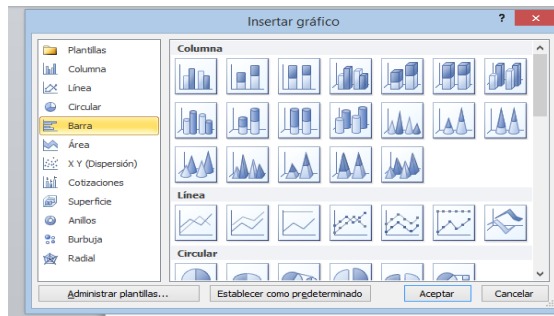 Insertar gráfico
?
Plantillas
Columna
Línea
Circular
Barra
Área
X Y (Dispersión)
Cotizaciones
Superficie
Anillos
Burbuja
Radial
Columna
Línea
Circular
Administrar plantillas...
Establecer como predeterminado
Aceptar
Cancelar